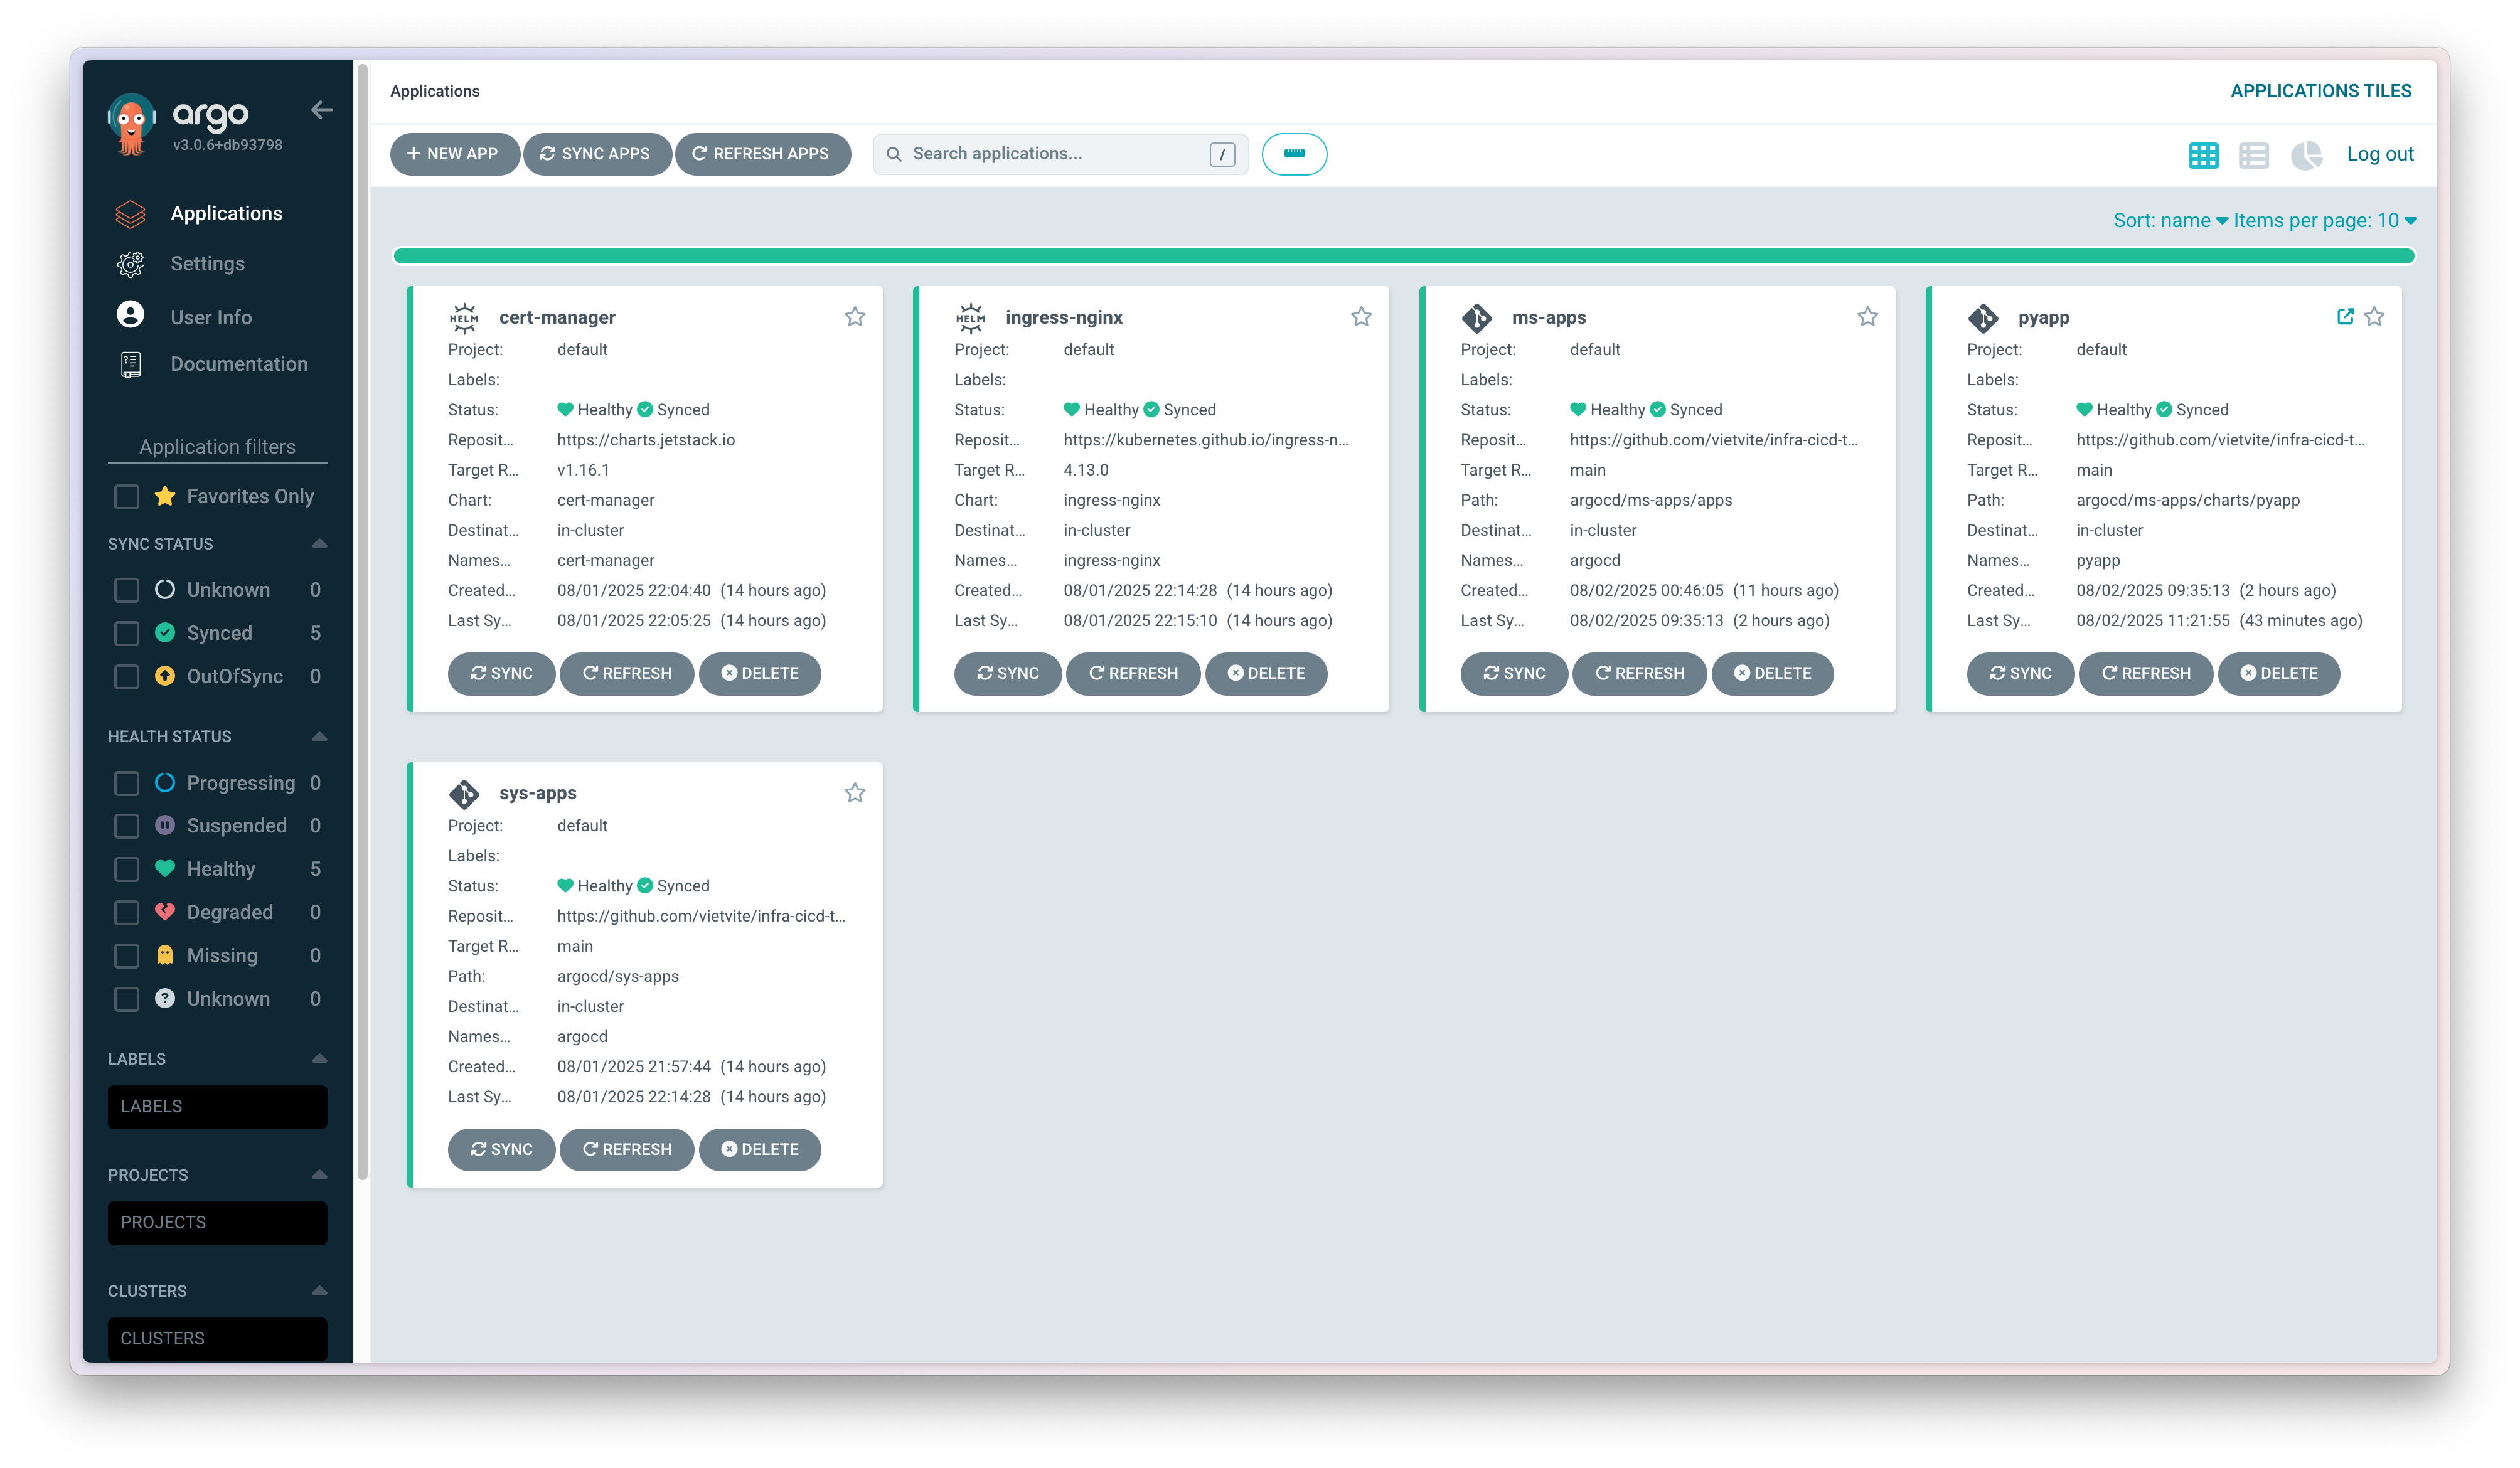 argo
v3.0.6+db93798
Applications
Settings
User Info
Documentation
Application filters
Favorites Only
SYNC STATUS
Unknown 0
Synced 5
OutOfSync 0
HEALTH STATUS
Progressing 0
Suspended 0
Healthy 5
Degraded 0
Missing 0
Unknown 0
LABELS
LABELS
PROJECTS
PROJECTS
CLUSTERS
CLUSTERS
Applications
APPLICATIONS TILES
NEW APP
SYNC APPS
REFRESH APPS
Search applications...
/
Log out
Sort: name
Items per page: 10
HELM
cert-manager
Project: default
Labels:
Status: Healthy Synced
Reposit... https://charts.jetstack.io
Target R... v1.16.1
Chart: cert-manager
Destinat... in-cluster
Names... cert-manager
Created... 08/01/2025 22:04:40 (14 hours ago)
Last Sy... 08/01/2025 22:05:25 (14 hours ago)
SYNC REFRESH DELETE
HELM
ingress-nginx
Project: default
Labels:
Status: Healthy Synced
Reposit... https://kubernetes.github.io/ingress-n...
Target R... 4.13.0
Chart: ingress-nginx
Destinat... in-cluster
Names... ingress-nginx
Created... 08/01/2025 22:14:28 (14 hours ago)
Last Sy... 08/01/2025 22:15:10 (14 hours ago)
SYNC REFRESH DELETE
ms-apps
Project: default
Labels:
Status: Healthy Synced
Reposit... https://github.com/vietvite/infra-cicd-t...
Target R... main
Path: argocd/ms-apps/apps
Destinat... in-cluster
Names... argocd
Created... 08/02/2025 00:46:05 (11 hours ago)
Last Sy... 08/02/2025 09:35:13 (2 hours ago)
SYNC REFRESH DELETE
pyapp
Project: default
Labels:
Status: Healthy Synced
Reposit... https://github.com/vietvite/infra-cicd-t...
Target R... main
Path: argocd/ms-apps/charts/pyapp
Destinat... in-cluster
Names... pyapp
Created... 08/02/2025 09:35:13 (2 hours ago)
Last Sy... 08/02/2025 11:21:55 (43 minutes ago)
SYNC REFRESH DELETE
sys-apps
Project: default
Labels:
Status: Healthy Synced
Reposit... https://github.com/vietvite/infra-cicd-t...
Target R... main
Path: argocd/sys-apps
Destinat... in-cluster
Names... argocd
Created... 08/01/2025 21:57:44 (14 hours ago)
Last Sy... 08/01/2025 22:14:28 (14 hours ago)
SYNC REFRESH DELETE